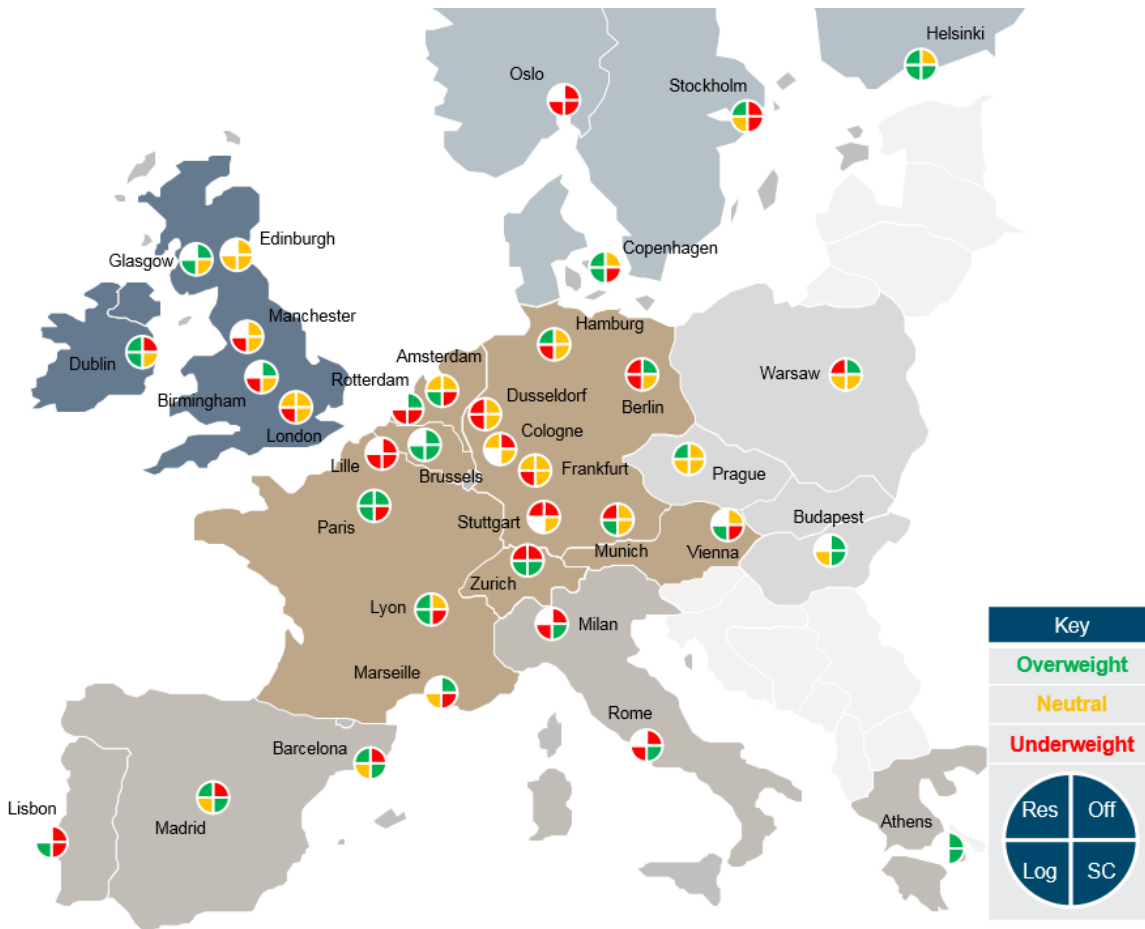 Helsinki
Oslo
Stockholm
Edinburgh
Glasgow
Copenhagen
Manchester
Hamburg
Dublin
Amsterdam
Warsaw
Rotterdam
Dusseldorf
Birmingham
Berlin
Cologne
London
Lille
Frankfurt
Brussels
Prague
Paris
Stuttgart
Budapest
Munich
Vienna
Zurich
Lyon
Milan
Key
Overweight
Marseille
Neutral
Rome
Underweight
Barcelona
Lisbon
Madrid
Athens
Res
Off
Log
SC